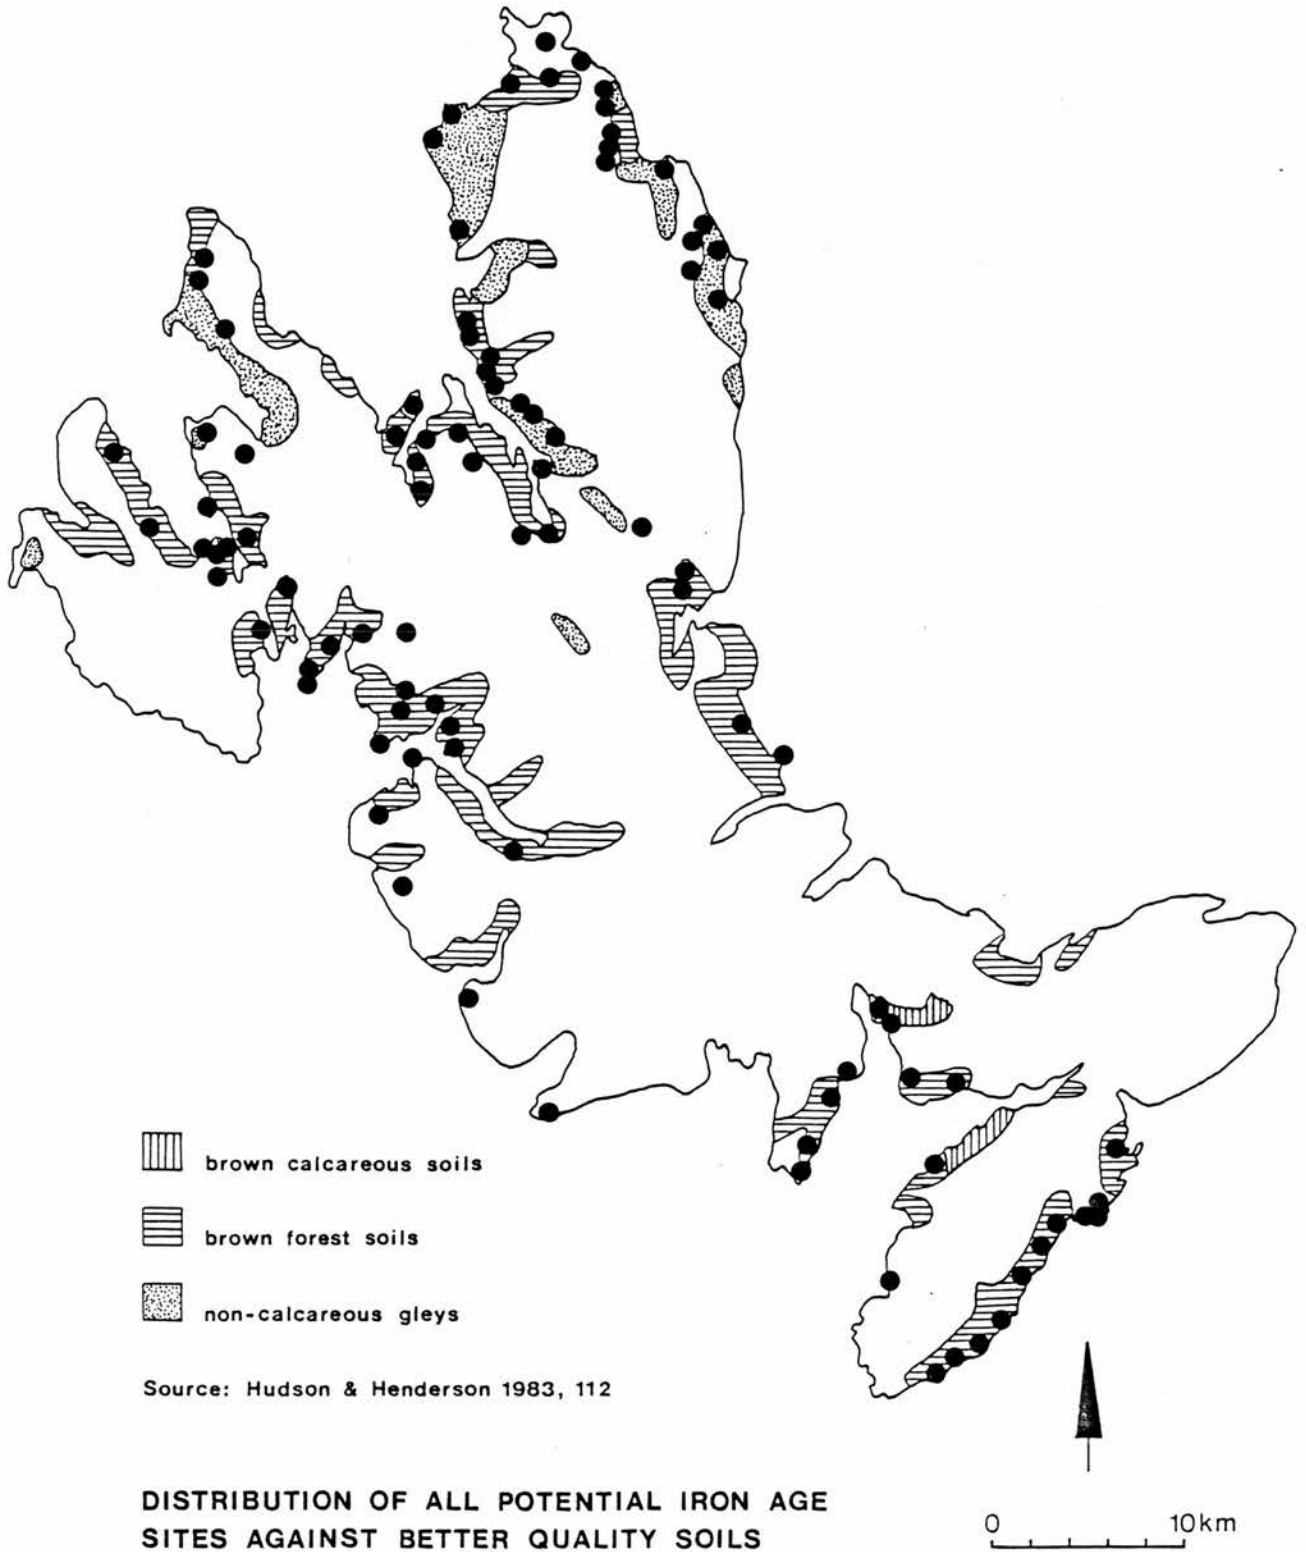 brown calcareous soils
brown forest soils
non-calcareous gleys
Source: Hudson & Henderson 1983, 112
DISTRIBUTION OF ALL POTENTIAL IRON AGE
SITES AGAINST BETTER QUALITY SOILS
0 10km